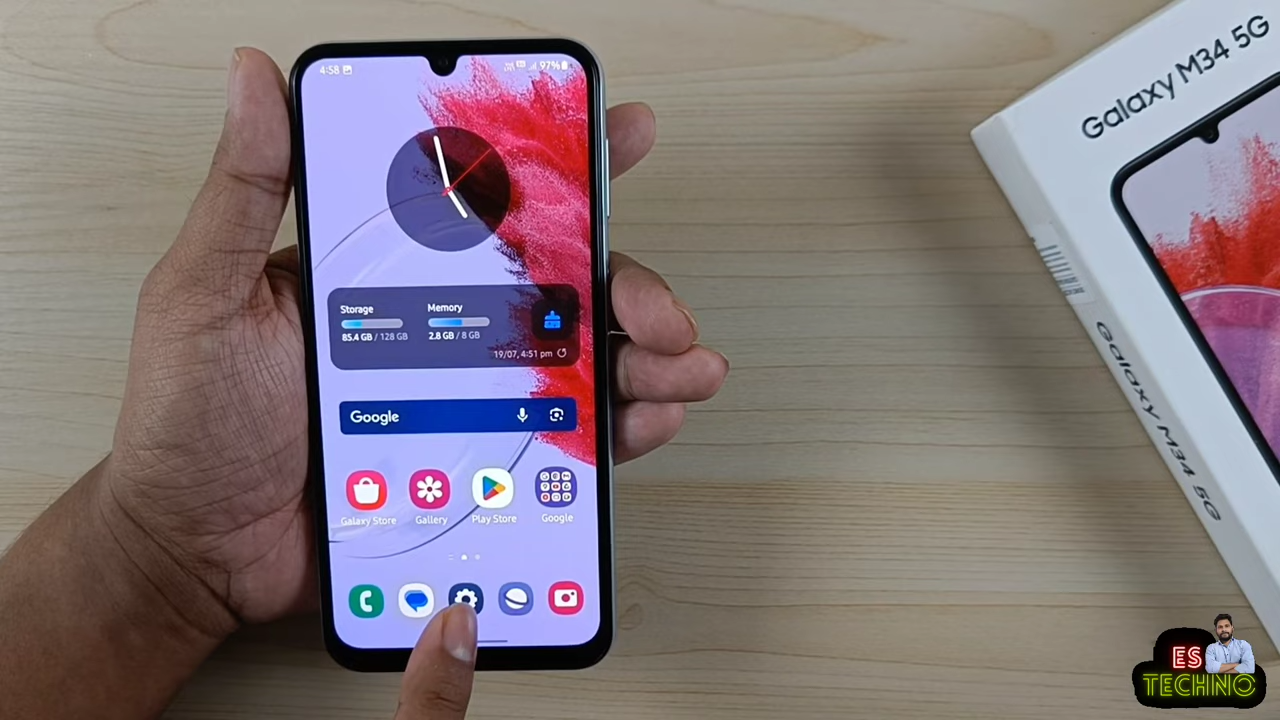 4:58
97%
Storage
85.4 GB / 128 GB
Memory
2.8 GB / 8 GB
19/07, 4:51 pm
Google
Galaxy Store
Gallery
Play Store
Google
Galaxy M34 5G
Galaxy M34 5G
ES
TECHNO